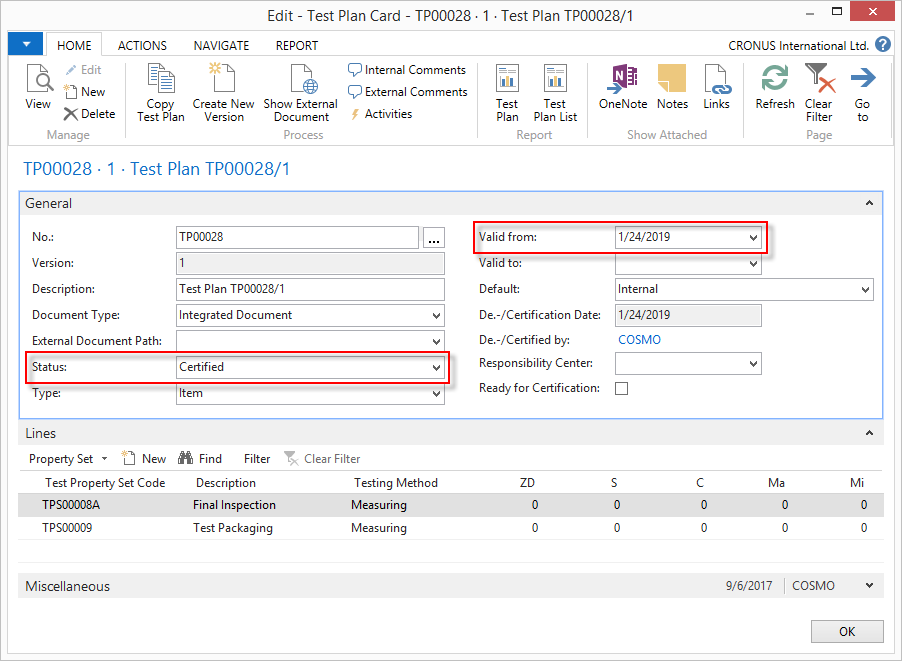 Edit - Test Plan Card - TP00028 · 1 · Test Plan TP00028/1
HOME ACTIONS NAVIGATE REPORT CRONUS International Ltd. ?
View Edit New Delete
Copy Test Plan Create New Version Show External Document Internal Comments External Comments Activities
Test Plan Test Plan List
OneNote Notes Links
Refresh Clear Filter Go to
Manage Process Report Show Attached Page
TP00028 · 1 · Test Plan TP00028/1
General
No.: TP00028 ...
Version: 1
Description: Test Plan TP00028/1
Document Type: Integrated Document
External Document Path:
Status: Certified
Type: Item
Valid from: 1/24/2019
Valid to:
Default: Internal
De.-/Certification Date: 1/24/2019
De.-/Certified by: COSMO
Responsibility Center:
Ready for Certification:
Lines
Property Set New Find Filter Clear Filter
Test Property Set Code Description Testing Method ZD S C Ma Mi
TPS00008A Final Inspection Measuring 0 0 0 0 0
TPS00009 Test Packaging Measuring 0 0 0 0 0
Miscellaneous 9/6/2017 COSMO
OK